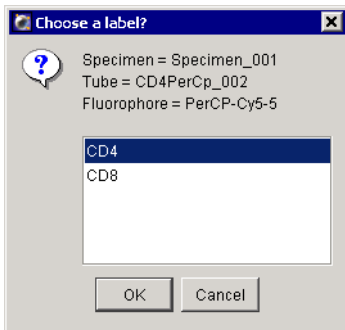 Choose a label?
Specimen = Specimen_001
Tube = CD4PerCp_002
Fluorophore = PerCP-Cy5-5
CD4
CD8
OK Cancel